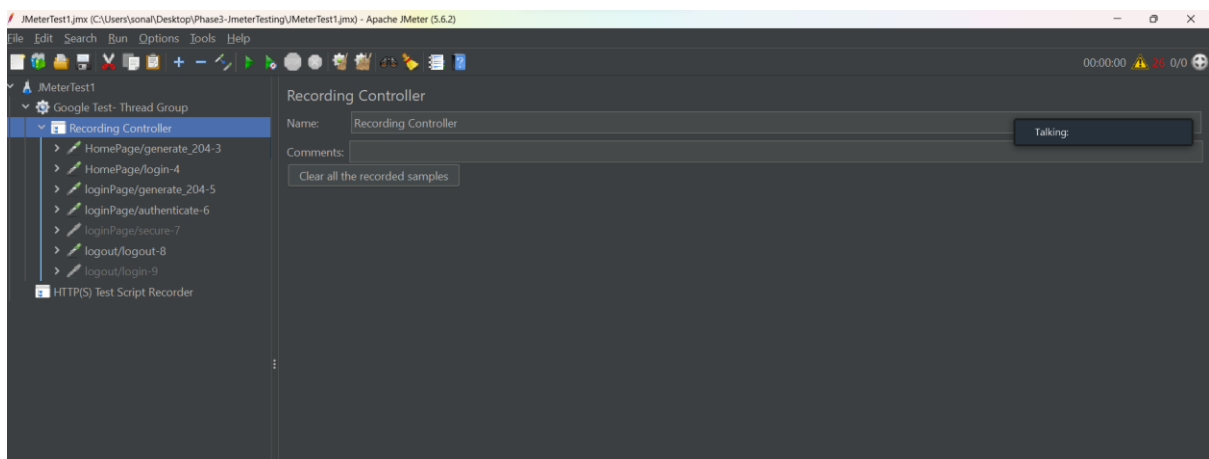 JMeterTest1.jmx (C:\Users\sonal\Desktop\Phase3-JmeterTesting\JMeterTest1.jmx) - Apache JMeter (5.6.2)
File Edit Search Run Options Tools Help
00:00:00 26 0/0
JMeterTest1
Google Test- Thread Group
Recording Controller
HomePage/generate_204-3
HomePage/login-4
loginPage/generate_204-5
loginPage/authenticate-6
loginPage/secure-7
logout/logout-8
logout/login-9
HTTP(S) Test Script Recorder
Recording Controller
Name: Recording Controller
Talking:
Comments:
Clear all the recorded samples